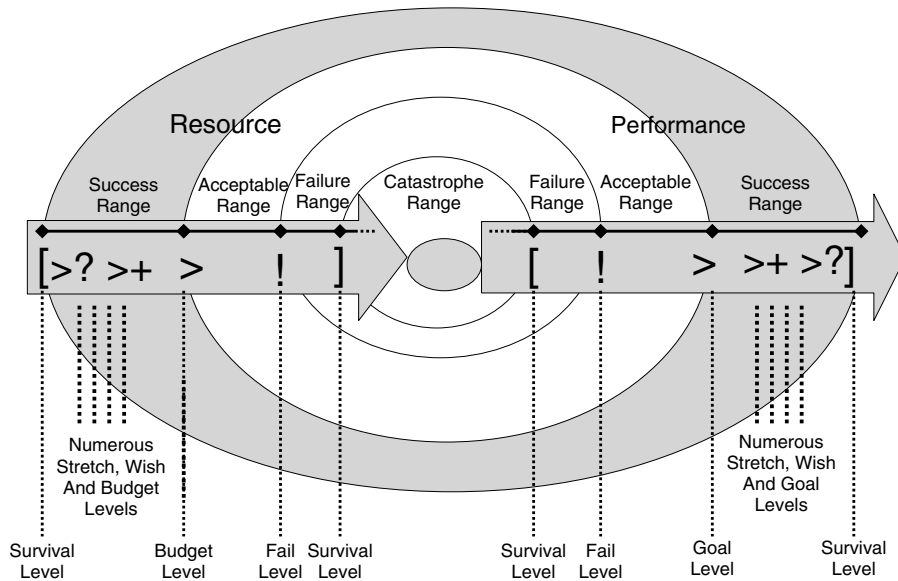 Resource
Performance
Success
Range
Acceptable
Range
Failure
Range
Catastrophe
Range
Failure
Range
Acceptable
Range
Success
Range
[>? >+ > ! ]
[ ! > >+ >?]
Numerous
Stretch, Wish
And Budget
Levels
Numerous
Stretch, Wish
And Goal
Levels
Survival
Level
Budget
Level
Fail
Level
Survival
Level
Survival
Level
Fail
Level
Goal
Level
Survival
Level